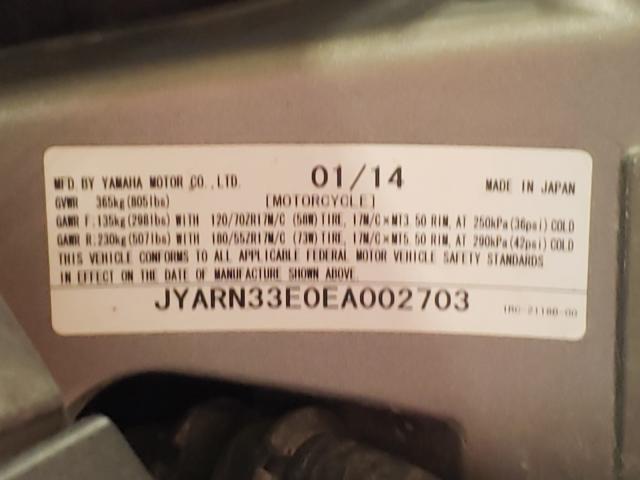 MFD. BY YAMAHA MOTOR CO., LTD. 01/14 MADE IN JAPAN
GVWR 365kg(805lbs) [MOTORCYCLE]
GAWR F:135kg(298lbs) WITH 120/70ZR17M/C (58W) TIRE, 17M/C×MT3.50 RIM, AT 250kPa(36psi) COLD
GAWR R:230kg(507lbs) WITH 180/55ZR17M/C (73W) TIRE, 17M/C×MT5.50 RIM, AT 290kPa(42psi) COLD
THIS VEHICLE CONFORMS TO ALL APPLICABLE FEDERAL MOTOR VEHICLE SAFETY STANDARDS
IN EFFECT ON THE DATE OF MANUFACTURE SHOWN ABOVE.
JYARN33E0EA002703